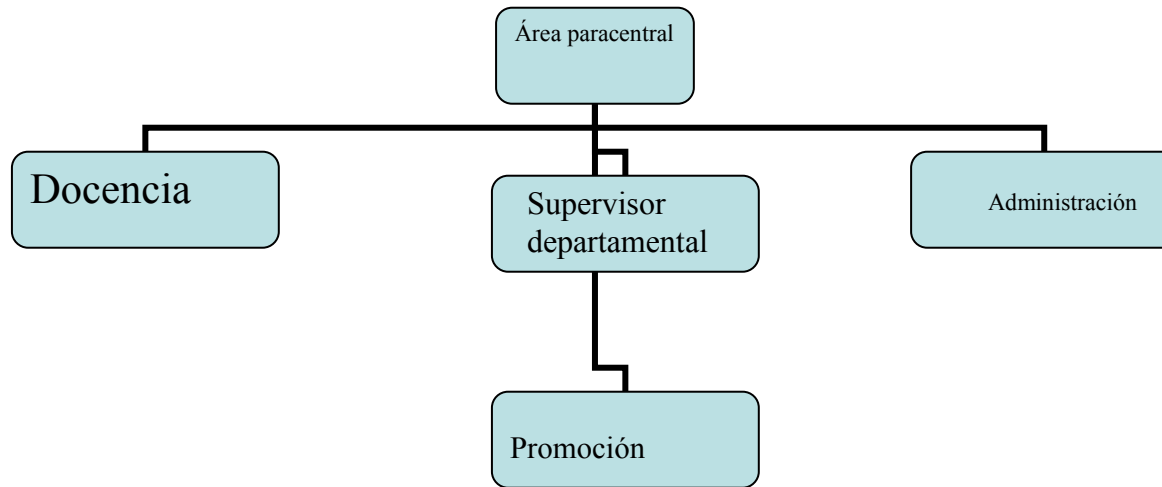 Área paracentral
Docencia
Supervisor
departamental
Administración
Promoción